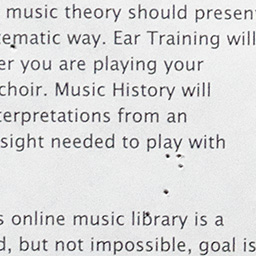 music theory should present
tematic way. Ear Training will
er you are playing your
choir. Music History will
terpretations from an
sight needed to play with
s online music library is a
d, but not impossible, goal is